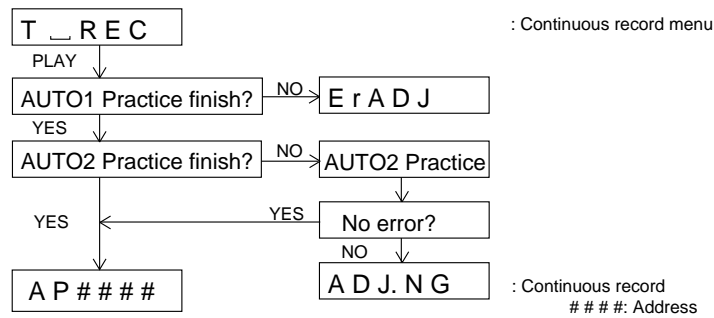 T ⎵ R E C
: Continuous record menu
PLAY
AUTO1 Practice finish?
NO
E r A D J
YES
AUTO2 Practice finish?
NO
AUTO2 Practice
YES
YES
No error?
NO
A P # # # #
A D J. N G
: Continuous record
# # # #: Address